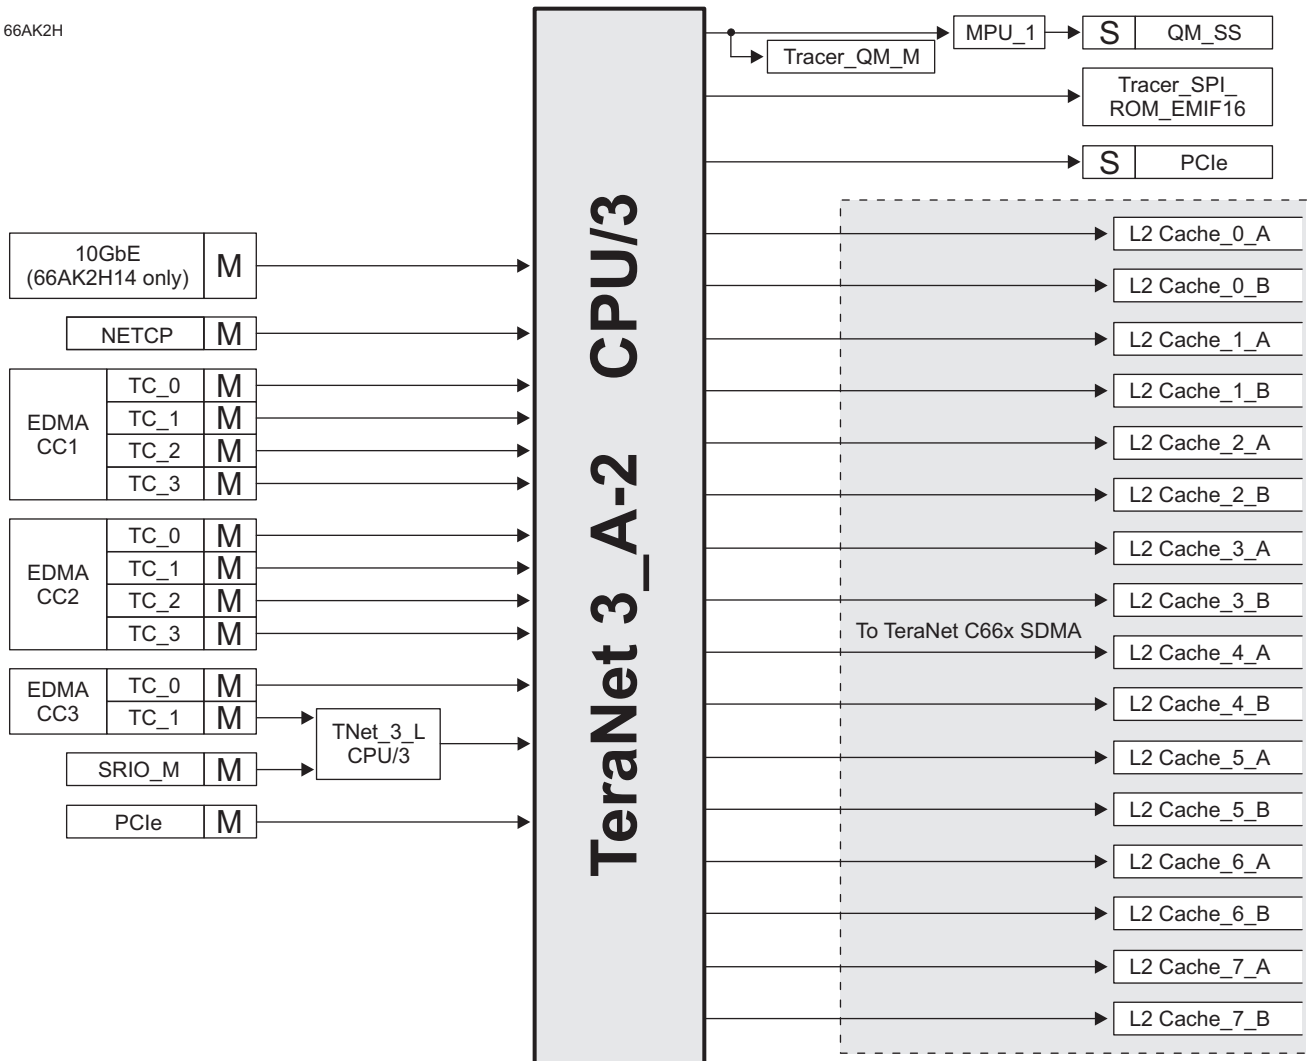 66AK2H
MPU_1
S
QM_SS
Tracer_QM_M
Tracer_SPI_
ROM_EMIF16
S
PCIe
10GbE
(66AK2H14 only)
M
NETCP
M
EDMA
CC1
TC_0
M
TC_1
M
TC_2
M
TC_3
M
EDMA
CC2
TC_0
M
TC_1
M
TC_2
M
TC_3
M
EDMA
CC3
TC_0
M
TC_1
M
TNet_3_L
CPU/3
SRIO_M
M
PCIe
M
TeraNet 3_A-2 CPU/3
L2 Cache_0_A
L2 Cache_0_B
L2 Cache_1_A
L2 Cache_1_B
L2 Cache_2_A
L2 Cache_2_B
L2 Cache_3_A
L2 Cache_3_B
To TeraNet C66x SDMA
L2 Cache_4_A
L2 Cache_4_B
L2 Cache_5_A
L2 Cache_5_B
L2 Cache_6_A
L2 Cache_6_B
L2 Cache_7_A
L2 Cache_7_B